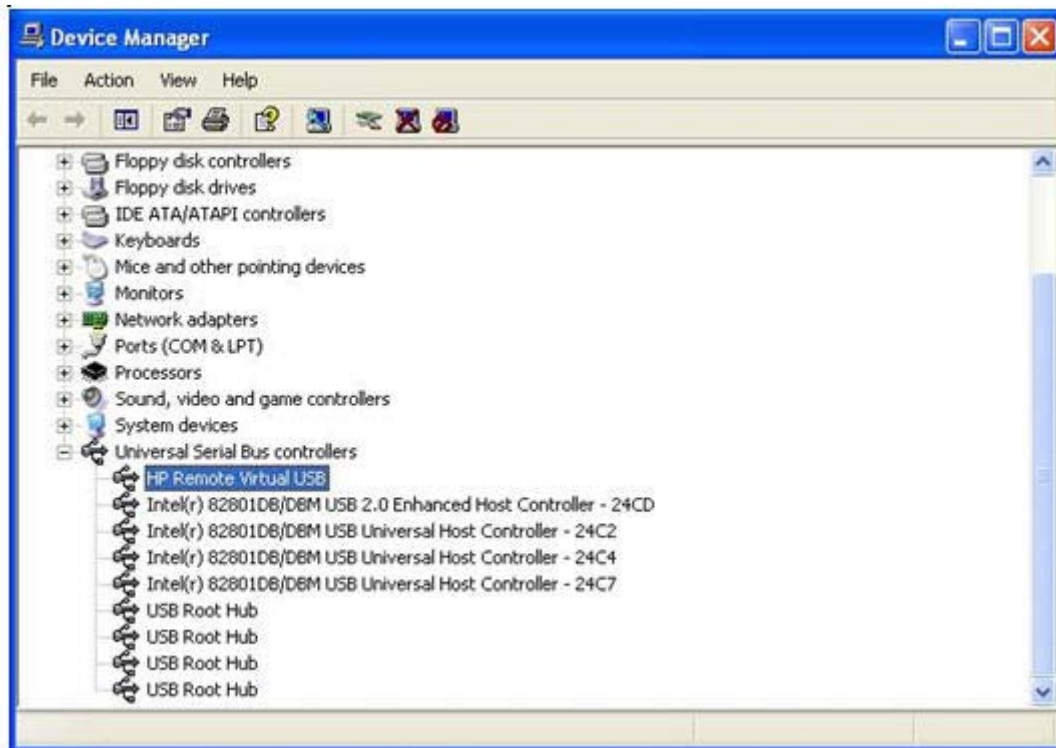 Device Manager
File Action View Help
Floppy disk controllers
Floppy disk drives
IDE ATA/ATAPI controllers
Keyboards
Mice and other pointing devices
Monitors
Network adapters
Ports (COM & LPT)
Processors
Sound, video and game controllers
System devices
Universal Serial Bus controllers
HP Remote Virtual USB
Intel(r) 82801DB/DBM USB 2.0 Enhanced Host Controller - 24CD
Intel(r) 82801DB/DBM USB Universal Host Controller - 24C2
Intel(r) 82801DB/DBM USB Universal Host Controller - 24C4
Intel(r) 82801DB/DBM USB Universal Host Controller - 24C7
USB Root Hub
USB Root Hub
USB Root Hub
USB Root Hub